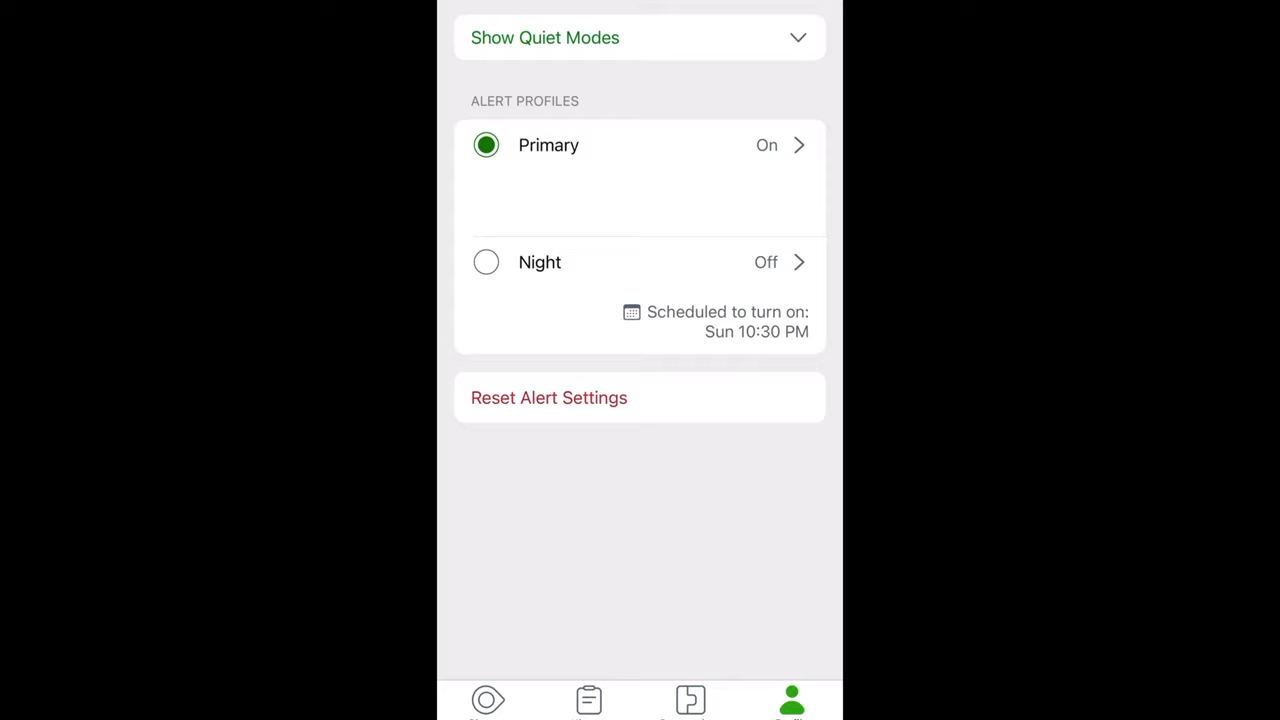 Show Quiet Modes
ALERT PROFILES
Primary On
Night Off
Scheduled to turn on:
Sun 10:30 PM
Reset Alert Settings